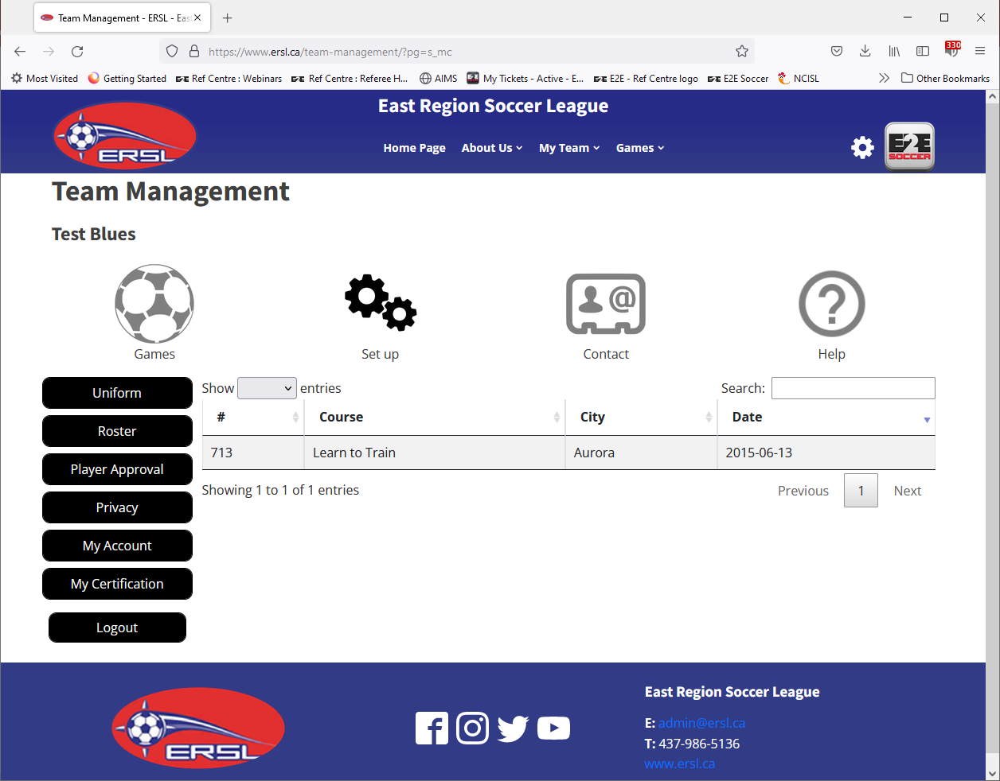 Team Management - ERSL - Eas
https://www.ersl.ca/team-management/?pg=s_mc
330
Most Visited
Getting Started
E2E Ref Centre : Webinars
E2E Ref Centre : Referee H...
AIMS
E2E My Tickets - Active - E...
E2E E2E - Ref Centre logo
E2E E2E Soccer
NCISL
Other Bookmarks
East Region Soccer League
ERSL
Home Page About Us My Team Games
E2E
SOCCER
Team Management
Test Blues
@
?
Games Set up Contact Help
Uniform
Roster
Player Approval
Privacy
My Account
My Certification
Logout
Show entries
Search:
# Course City Date
713 Learn to Train Aurora 2015-06-13
Showing 1 to 1 of 1 entries
Previous 1 Next
ERSL
East Region Soccer League
E: admin@ersl.ca
T: 437-986-5136
www.ersl.ca